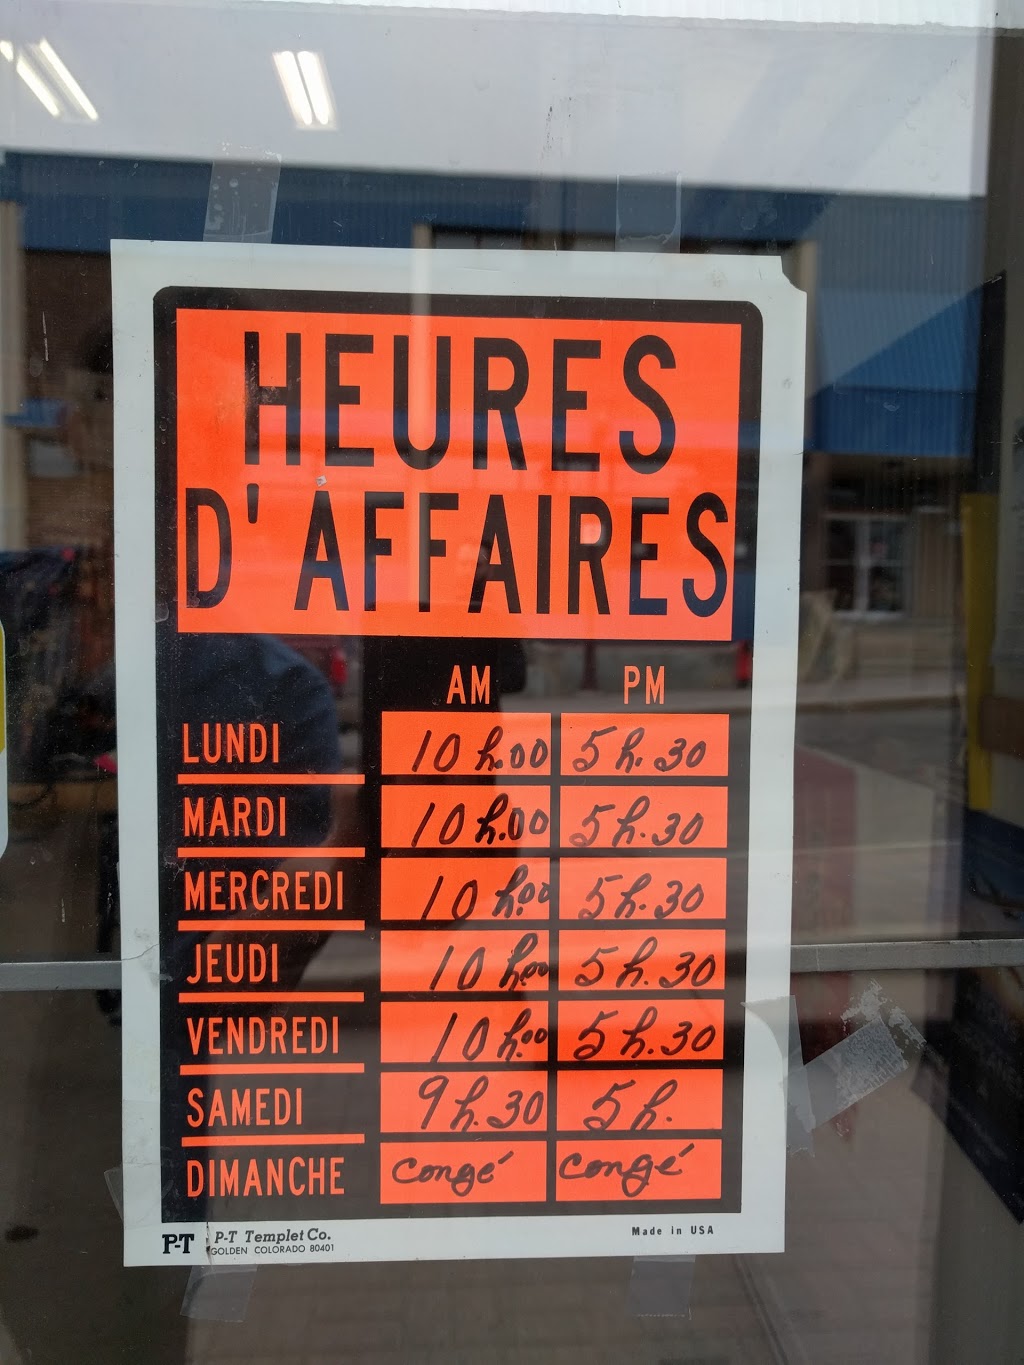 HEURES
D'AFFAIRES
AM PM
LUNDI 10 h.00 5 h.30
MARDI 10 h.00 5 h.30
MERCREDI 10 h.00 5 h.30
JEUDI 10 h.00 5 h.30
VENDREDI 10 h.00 5 h.30
SAMEDI 9 h.30 5 h.
DIMANCHE congé congé
P-T P-T Templet Co. Made in USA
GOLDEN COLORADO 80401